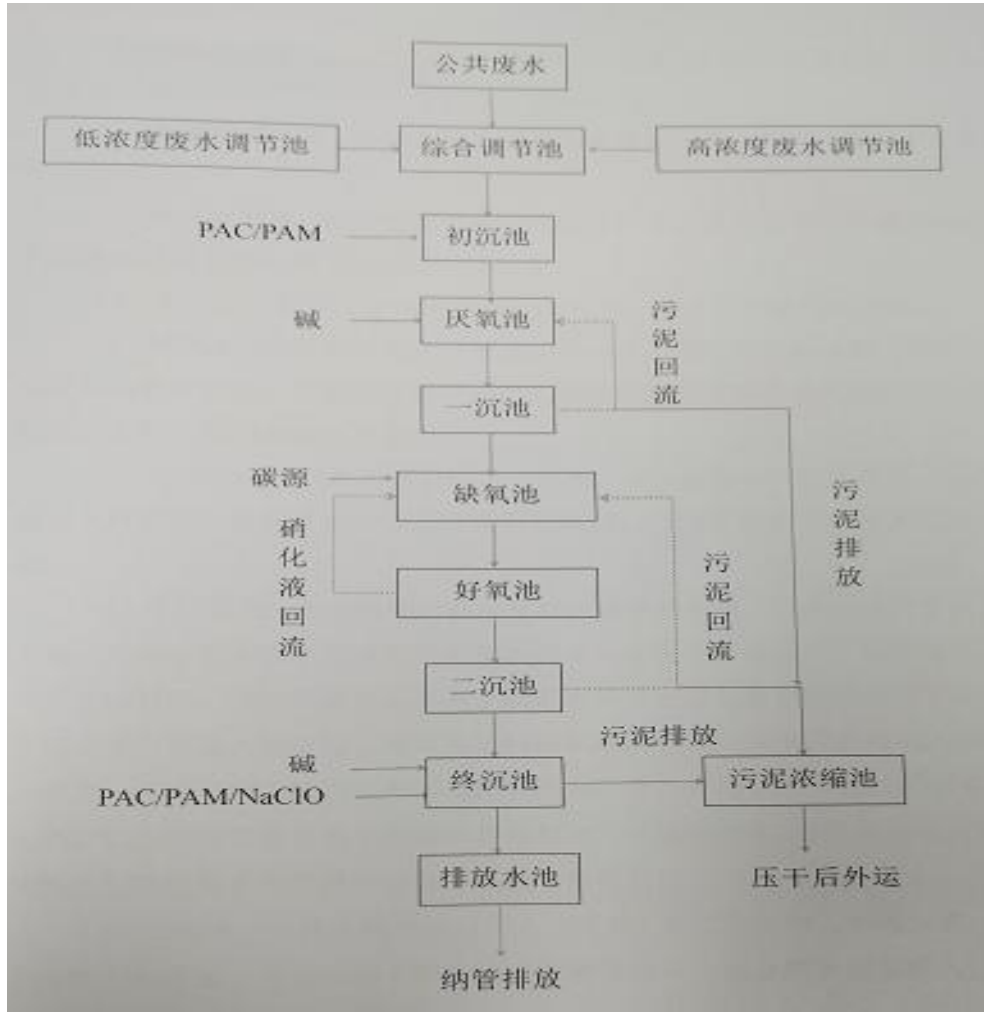 公共废水
低浓度废水调节池
综合调节池
高浓度废水调节池
PAC/PAM
初沉池
碱
厌氧池
污泥回流
一沉池
碳源
缺氧池
硝化液回流
污泥排放
好氧池
污泥回流
二沉池
污泥排放
碱
PAC/PAM/NaClO
终沉池
污泥浓缩池
排放水池
压干后外运
纳管排放